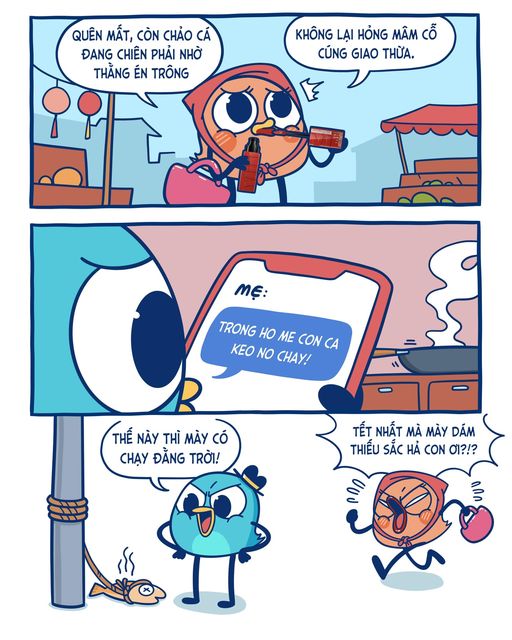 QUÊN MẤT, CÒN CHẢO CÁ
ĐANG CHIÊN PHẢI NHỜ
THẰNG ÉN TRÔNG
KHÔNG LẠI HỎNG MÂM CỖ
CÚNG GIAO THỪA.
MẸ:
TRONG HO ME CON CA
KEO NO CHAY!
THẾ NÀY THÌ MÀY CÓ
CHẠY ĐẰNG TRỜI!
TẾT NHẤT MÀ MÀY DÁM
THIẾU SẮC HẢ CON ƠI?!?